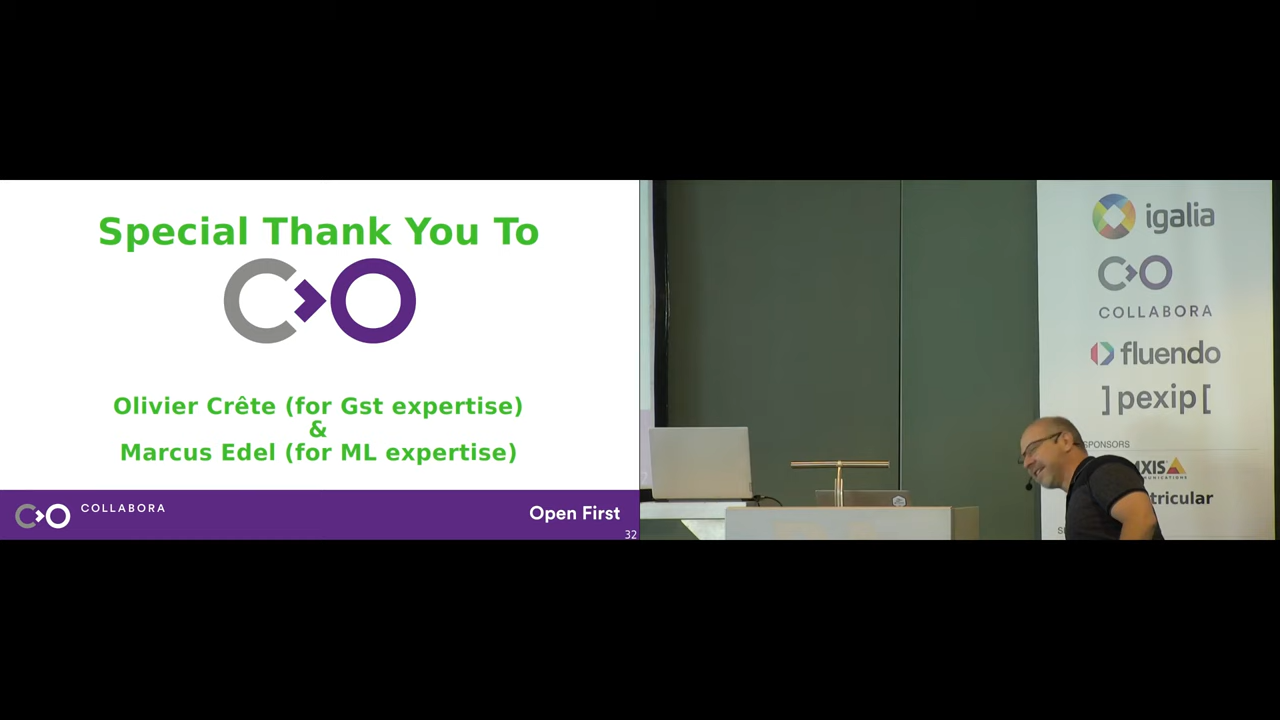 Special Thank You To
Olivier Crête (for Gst expertise)
&
Marcus Edel (for ML expertise)
COLLABORA
Open First
32
igalia
COLLABORA
fluendo
]pexip[
SPONSORS